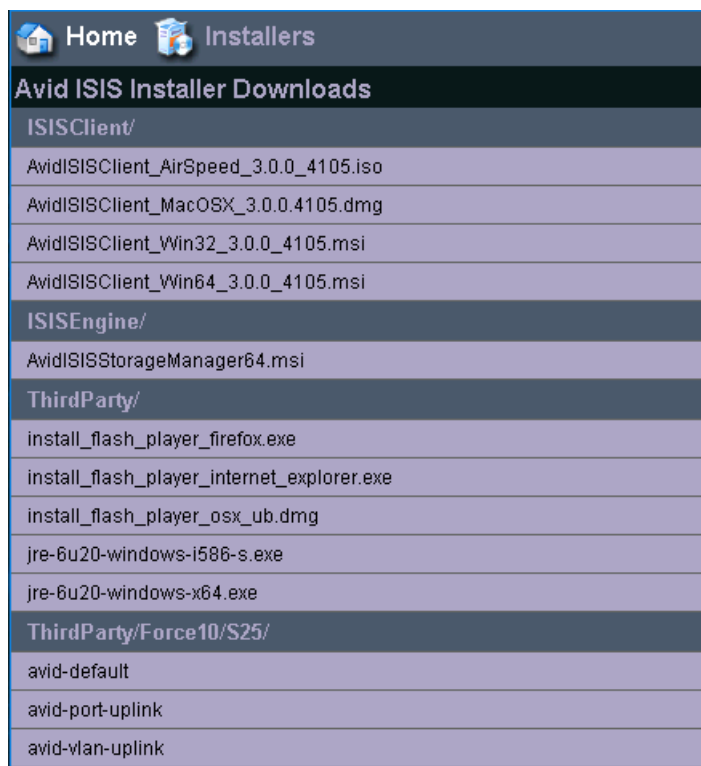 Home Installers
Avid ISIS Installer Downloads
ISISClient/
AvidISISClient_AirSpeed_3.0.0_4105.iso
AvidISISClient_MacOSX_3.0.0.4105.dmg
AvidISISClient_Win32_3.0.0_4105.msi
AvidISISClient_Win64_3.0.0_4105.msi
ISISEngine/
AvidISISStorageManager64.msi
ThirdParty/
install_flash_player_firefox.exe
install_flash_player_internet_explorer.exe
install_flash_player_osx_ub.dmg
jre-6u20-windows-i586-s.exe
jre-6u20-windows-x64.exe
ThirdParty/Force10/S25/
avid-default
avid-port-uplink
avid-vlan-uplink